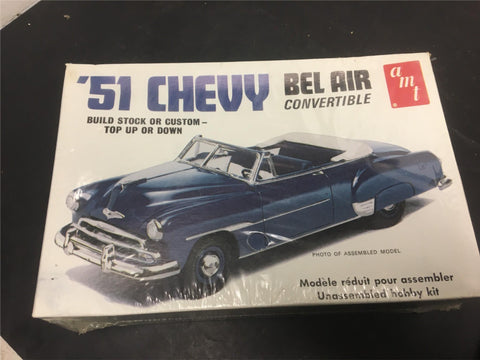 '51 CHEVY BEL AIR
CONVERTIBLE
amt
BUILD STOCK OR CUSTOM–
TOP UP OR DOWN
PHOTO OF ASSEMBLED MODEL
Modèle réduit pour assembler
Unassembled hobby kit